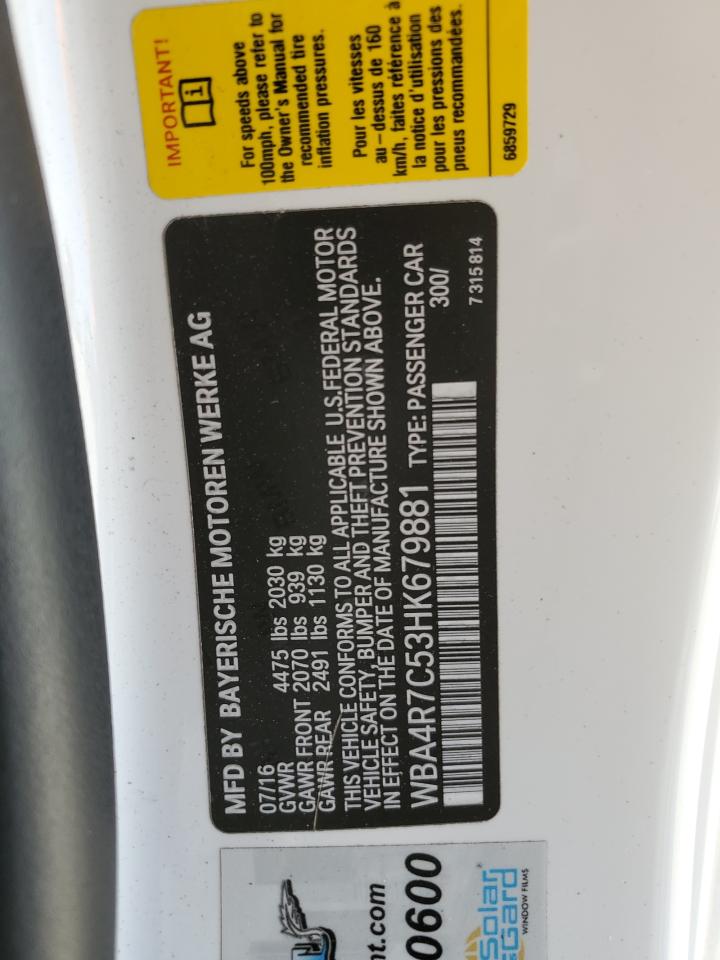 IMPORTANT!
For speeds above
100mph, please refer to
the Owner's Manual for
recommended tire
inflation pressures.
Pour les vitesses
au-dessus de 160
km/h, faites référence à
la notice d'utilisation
pour les pressions des
pneus recommandées.
6859729
MFD BY BAYERISCHE MOTOREN WERKE AG
07/16
GVWR 4475 lbs 2030 kg
GAWR FRONT 2070 lbs 939 kg
GAWR REAR 2491 lbs 1130 kg
THIS VEHICLE CONFORMS TO ALL APPLICABLE U.S.FEDERAL MOTOR
VEHICLE SAFETY, BUMPER AND THEFT PREVENTION STANDARDS
IN EFFECT ON THE DATE OF MANUFACTURE SHOWN ABOVE.
WBA4R7C53HK679881 TYPE: PASSENGER CAR
300/
7315814
nt.com
0600
Solar
Gard
WINDOW FILMS